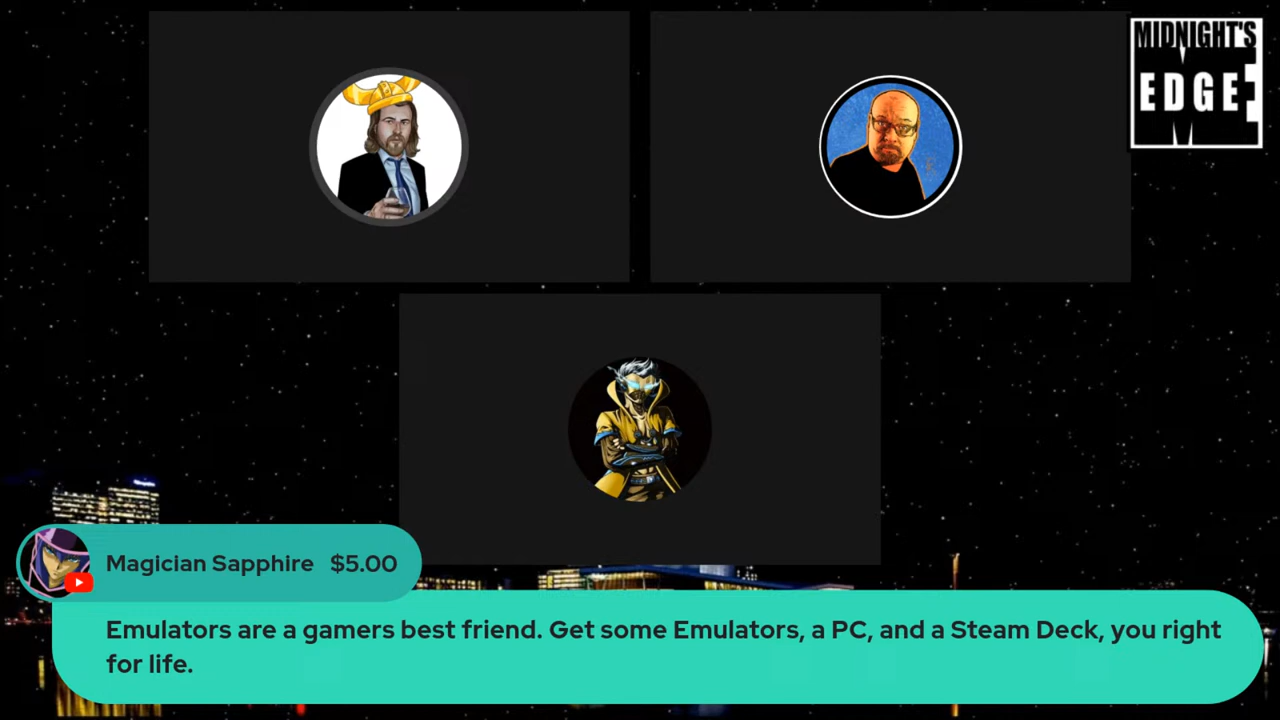 MIDNIGHT'S
EDGE
Magician Sapphire $5.00
Emulators are a gamers best friend. Get some Emulators, a PC, and a Steam Deck, you right
for life.